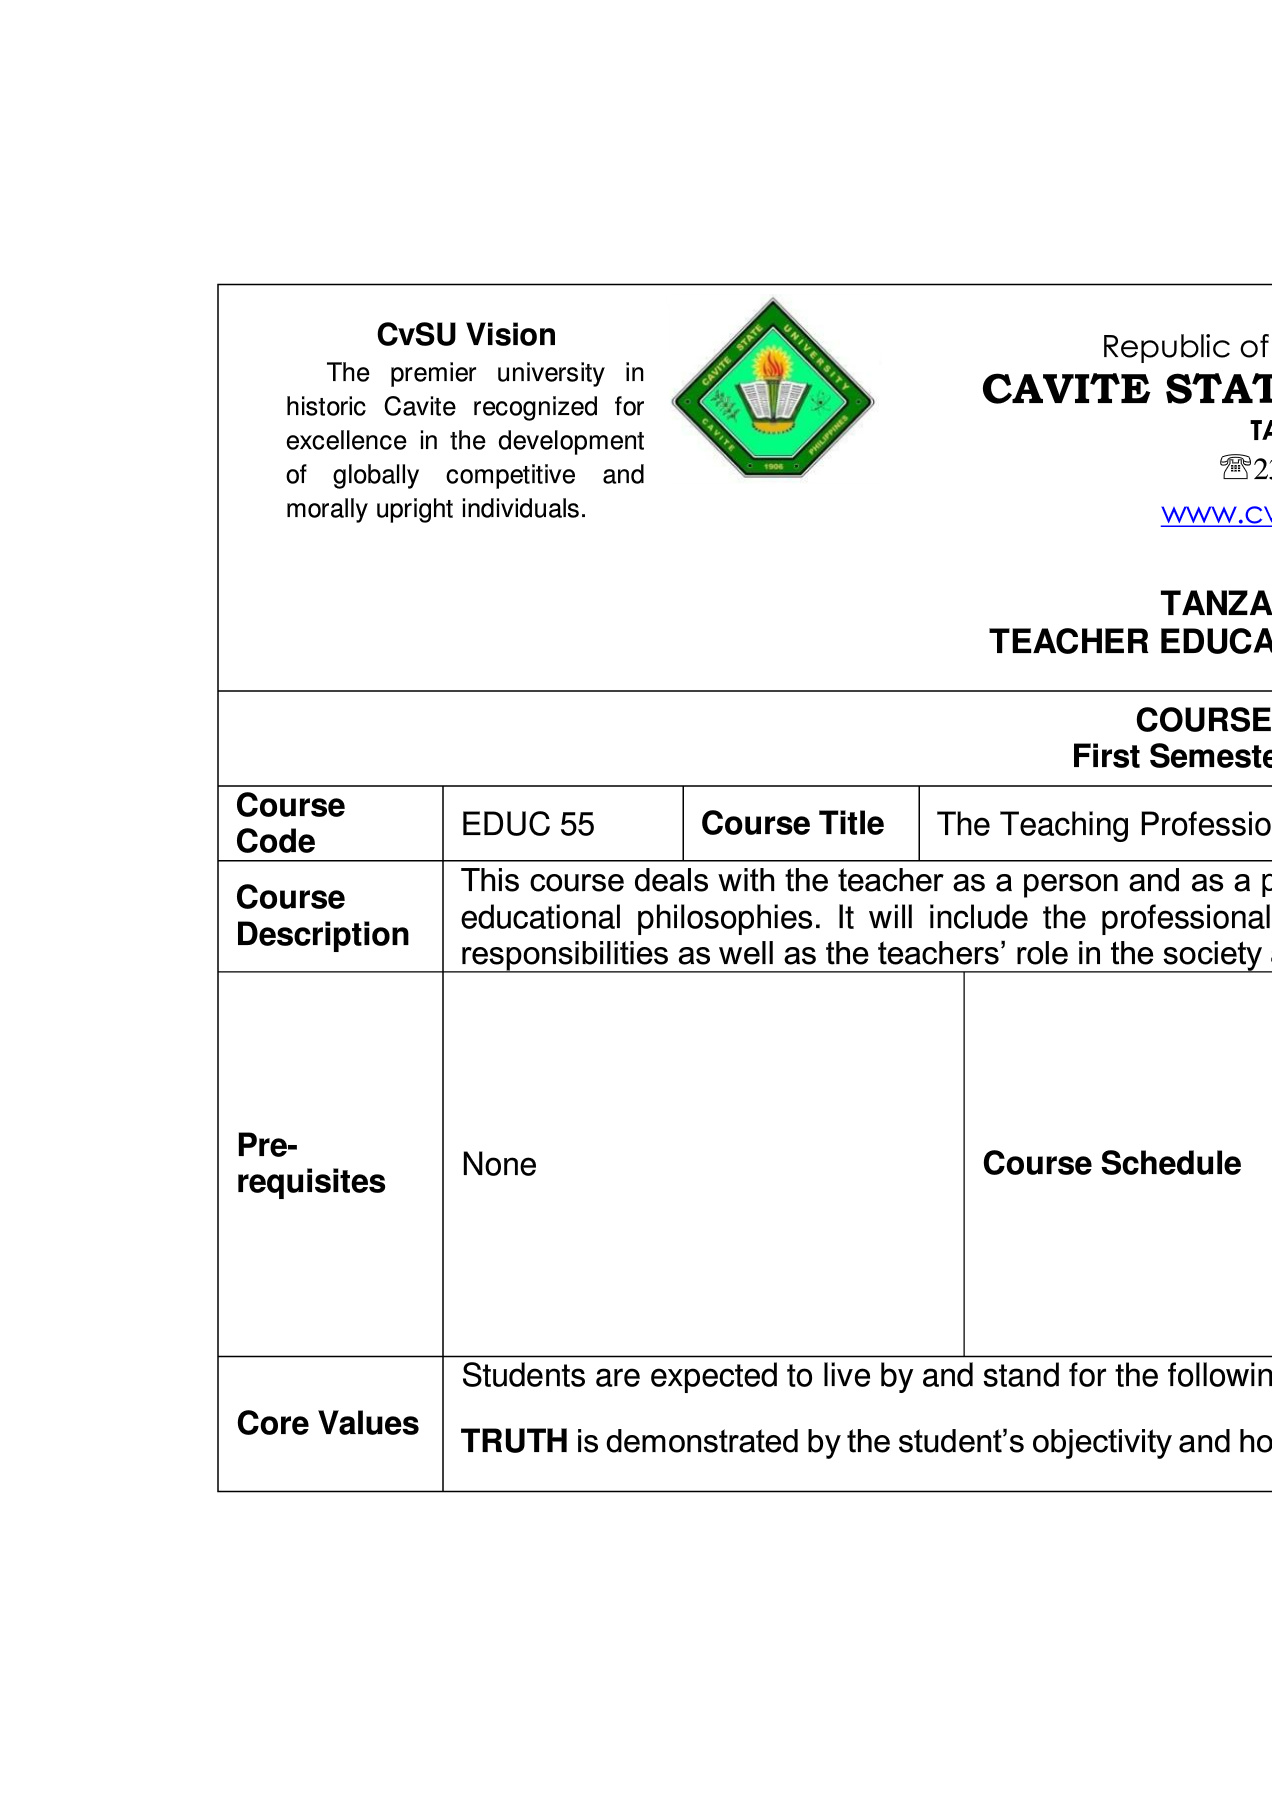 CvSU Vision
The premier university in
historic Cavite recognized for
excellence in the development
of globally competitive and
morally upright individuals.
CAVITE STATE UNIVERSITY
CAVITE
PHILIPPINES
1906
Republic of
CAVITE STAT
TA
☏23
www.cv
TANZA
TEACHER EDUCA
COURSE
First Semeste
Course
Code
EDUC 55
Course Title
The Teaching Professio
Course
Description
This course deals with the teacher as a person and as a p
educational philosophies. It will include the professional
responsibilities as well as the teachers’ role in the society
Pre-
requisites
None
Course Schedule
Core Values
Students are expected to live by and stand for the followin
TRUTH is demonstrated by the student’s objectivity and ho